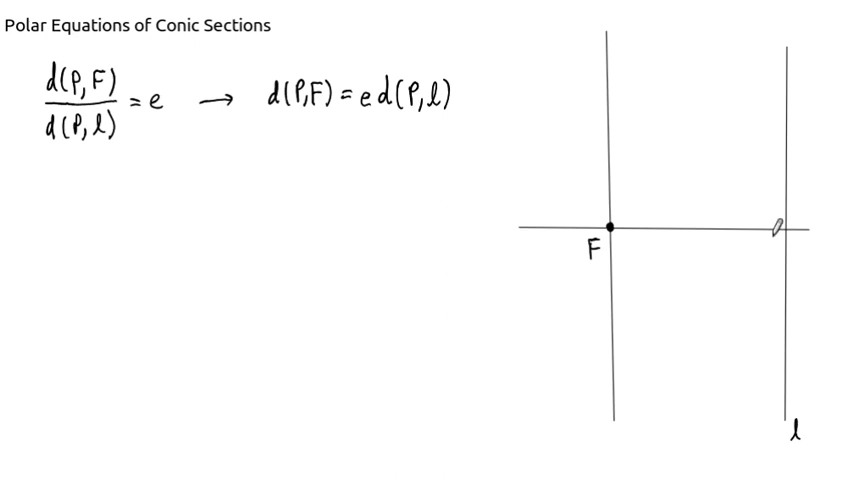 Polar Equations of Conic Sections
d(P,F)/d(P,l) = e → d(P,F) = e d(P,l)
F
l